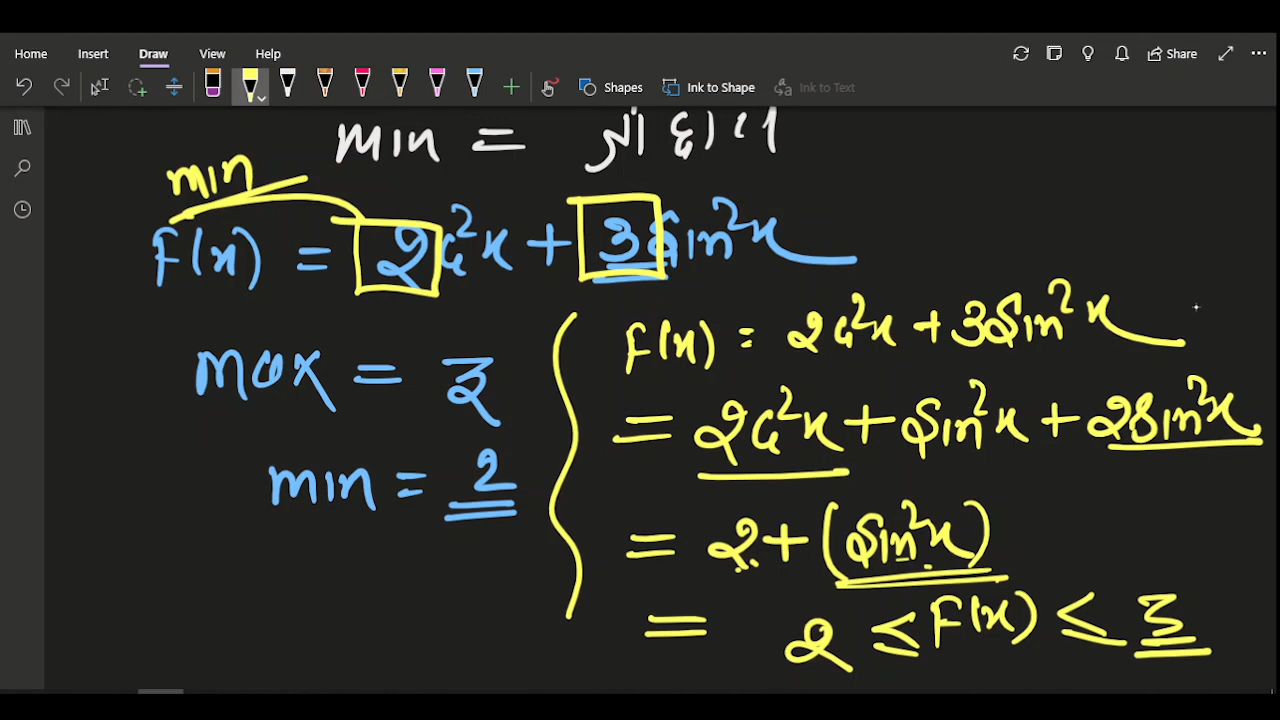 Home Insert Draw View Help Share
Shapes Ink to Shape Ink to Text
min =
min
F(x) = 2c²x + 3sin²x
max = 3
min = 2
F(x) = 2c²x + 3sin²x
= 2c²x + sin²x + 2sin²x
= 2 + (sin²x)
= 2 ≤ F(x) ≤ 3